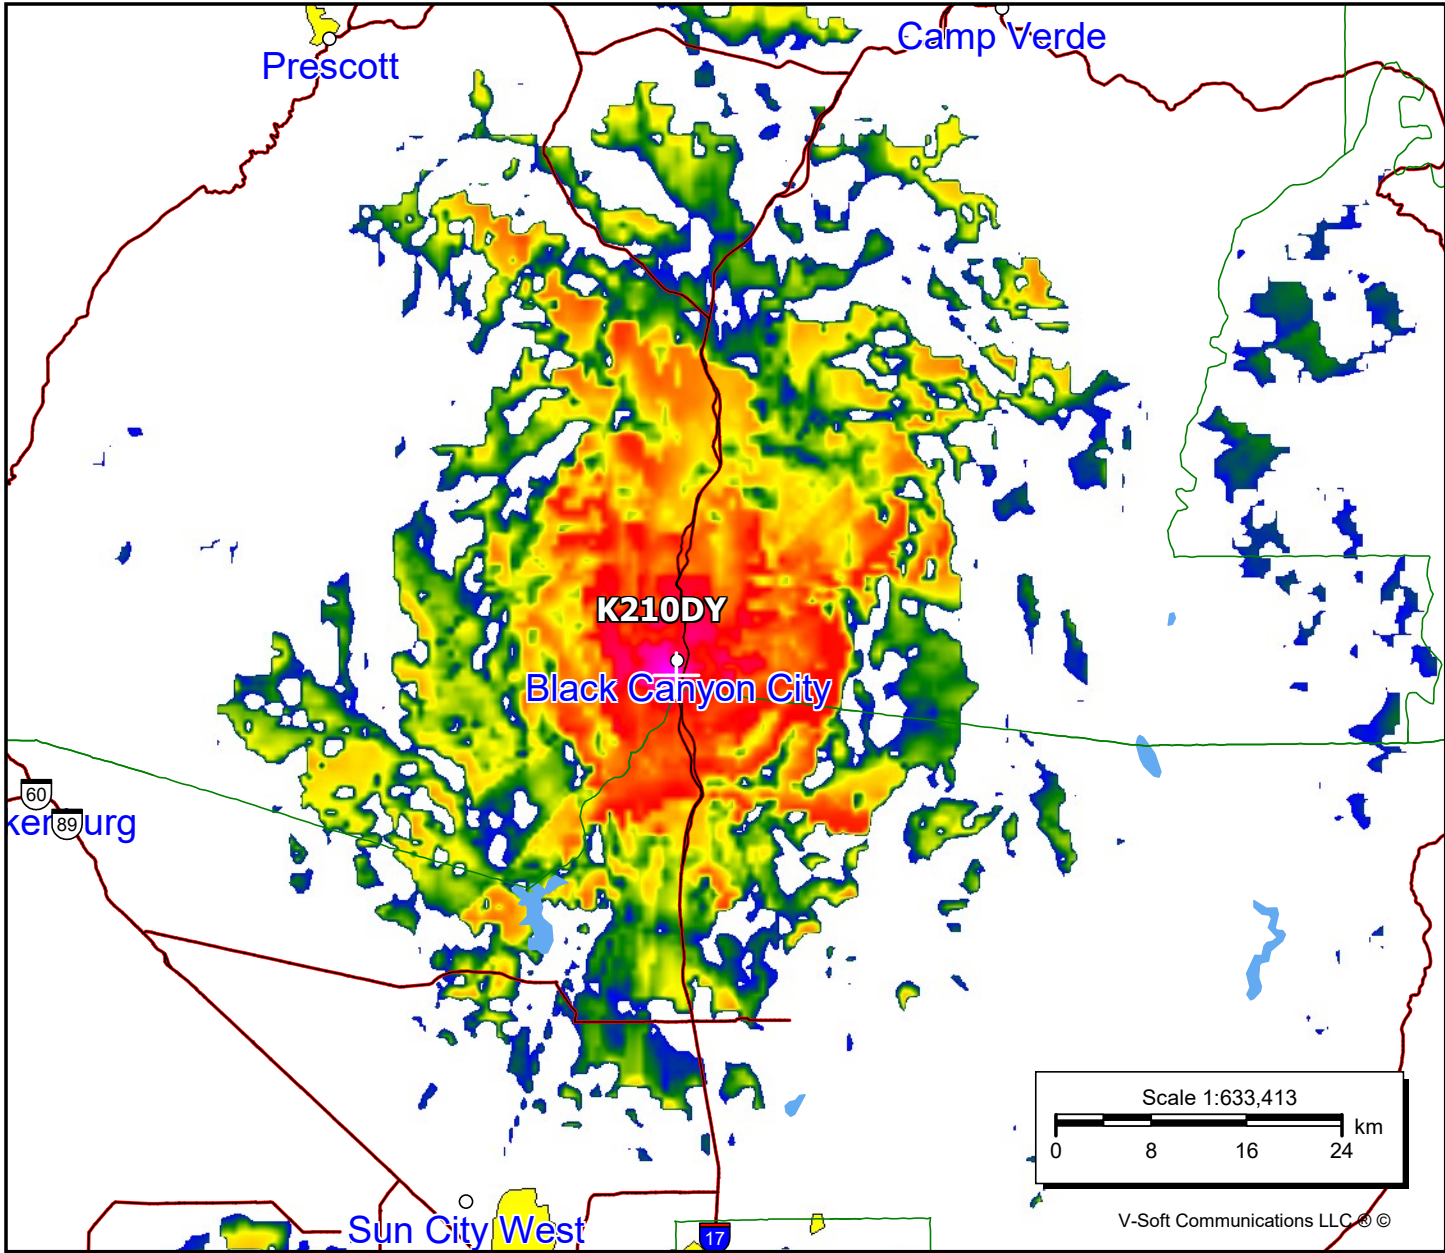 Camp Verde
Prescott
K210DY
Black Canyon City
60
89
kenburg
Scale 1:633,413
km
0 8 16 24
V-Soft Communications LLC ® ©
Sun City West
17